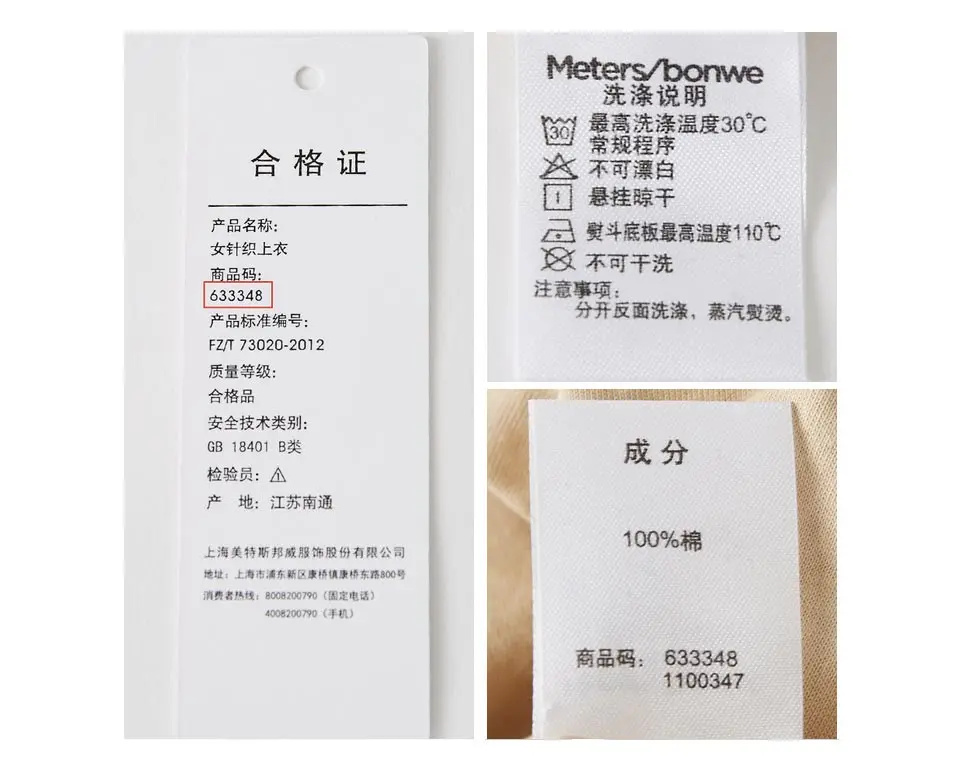 合格证
产品名称:
女针织上衣
商品码:
633348
产品标准编号:
FZ/T 73020-2012
质量等级:
合格品
安全技术类别:
GB 18401 B类
检验员: 1
产 地: 江苏南通
上海美特斯邦威服饰股份有限公司
地址: 上海市浦东新区康桥镇康桥东路800号
消费者热线: 8008200790 (固定电话)
4008200790 (手机)
Meters/bonwe
洗涤说明
30 最高洗涤温度30℃
常规程序
不可漂白
悬挂晾干
熨斗底板最高温度110℃
不可干洗
注意事项:
分开反面洗涤, 蒸汽熨烫。
成分
100%棉
商品码: 633348
1100347